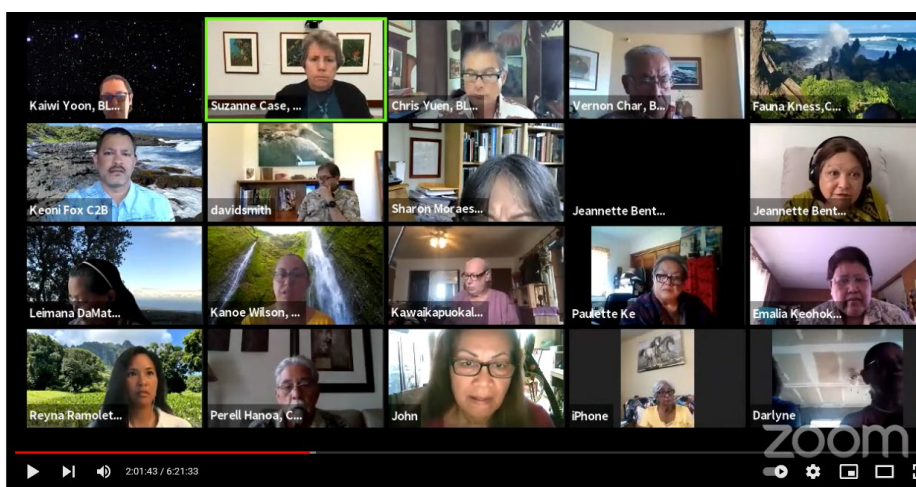 Kaiwi Yoon, BL...
Suzanne Case, ...
Chris Yuen, BL...
Vernon Char, B...
Fauna Kness,C...
Keoni Fox C2B
davidsmith
Sharon Moraes...
Jeannette Bent...
Jeannette Bent...
Leimana DaMat...
Kanoe Wilson, ...
Kawaikapuokal...
Paulette Ke
Emalia Keohok...
Reyna Ramolet...
Perell Hanoa, C...
John
iPhone
Darlyne
zoom
2:01:43 / 6:21:33